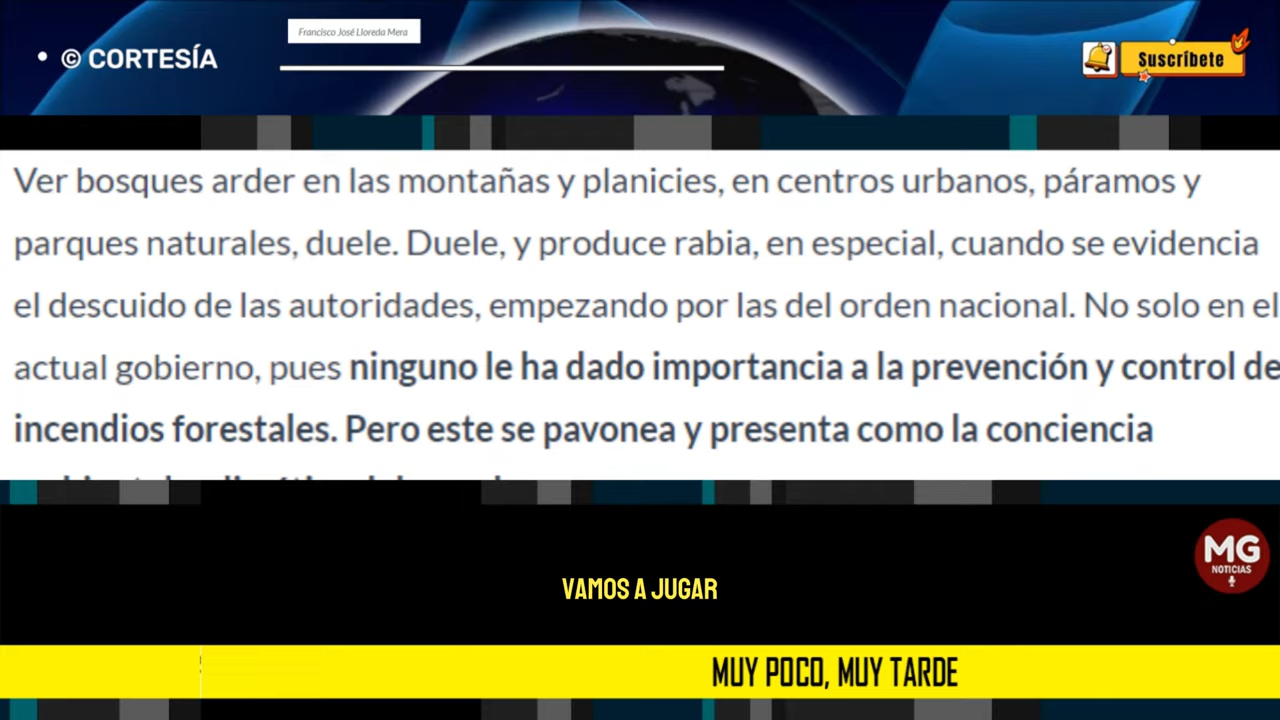 • © CORTESÍA
Francisco José Lloreda Mera
Suscríbete
Ver bosques arder en las montañas y planicies, en centros urbanos, páramos y
parques naturales, duele. Duele, y produce rabia, en especial, cuando se evidencia
el descuido de las autoridades, empezando por las del orden nacional. No solo en el
actual gobierno, pues ninguno le ha dado importancia a la prevención y control de
incendios forestales. Pero este se pavonea y presenta como la conciencia
MG
NOTICIAS
VAMOS A JUGAR
MUY POCO, MUY TARDE